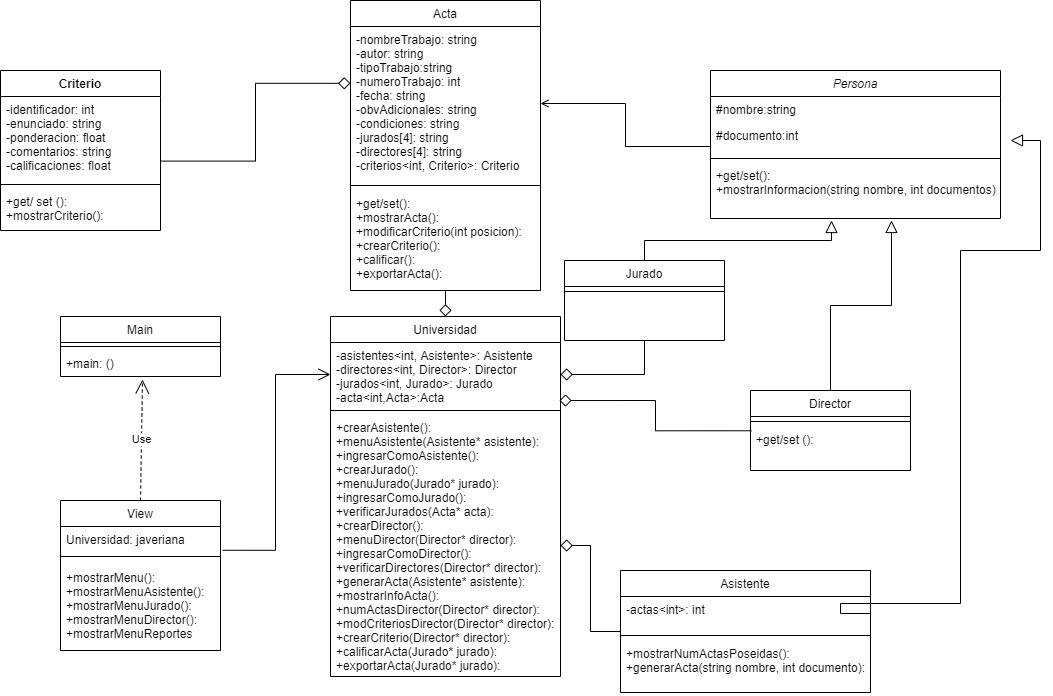 Acta
-nombreTrabajo: string
-autor: string
-tipoTrabajo:string
-numeroTrabajo: int
-fecha: string
-obvAdicionales: string
-condiciones: string
-jurados[4]: string
-directores[4]: string
-criterios<int, Criterio>: Criterio
+get/set():
+mostrarActa():
+modificarCriterio(int posicion):
+crearCriterio():
+calificar():
+exportarActa():
Criterio
-identificador: int
-enunciado: string
-ponderacion: float
-comentarios: string
-calificaciones: float
+get/ set ():
+mostrarCriterio():
Persona
#nombre:string
#documento:int
+get/set():
+mostrarInformacion(string nombre, int documentos)
Jurado
Main
+main: ()
Use
View
Universidad: javeriana
+mostrarMenu():
+mostrarMenuAsistente():
+mostrarMenuJurado():
+mostrarMenuDirector():
+mostrarMenuReportes
Universidad
-asistentes<int, Asistente>: Asistente
-directores<int, Director>: Director
-jurados<int, Jurado>: Jurado
-acta<int,Acta>:Acta
+crearAsistente():
+menuAsistente(Asistente* asistente):
+ingresarComoAsistente():
+crearJurado():
+menuJurado(Jurado* jurado):
+ingresarComoJurado():
+verificarJurados(Acta* acta):
+crearDirector():
+menuDirector(Director* director):
+ingresarComoDirector():
+verificarDirectores(Director* director):
+generarActa(Asistente* asistente):
+mostrarInfoActa():
+numActasDirector(Director* director):
+modCriteriosDirector(Director* director):
+crearCriterio(Director* director):
+calificarActa(Jurado* jurado):
+exportarActa(Jurado* jurado):
Director
+get/set ():
Asistente
-actas<int>: int
+mostrarNumActasPoseidas():
+generarActa(string nombre, int documento):